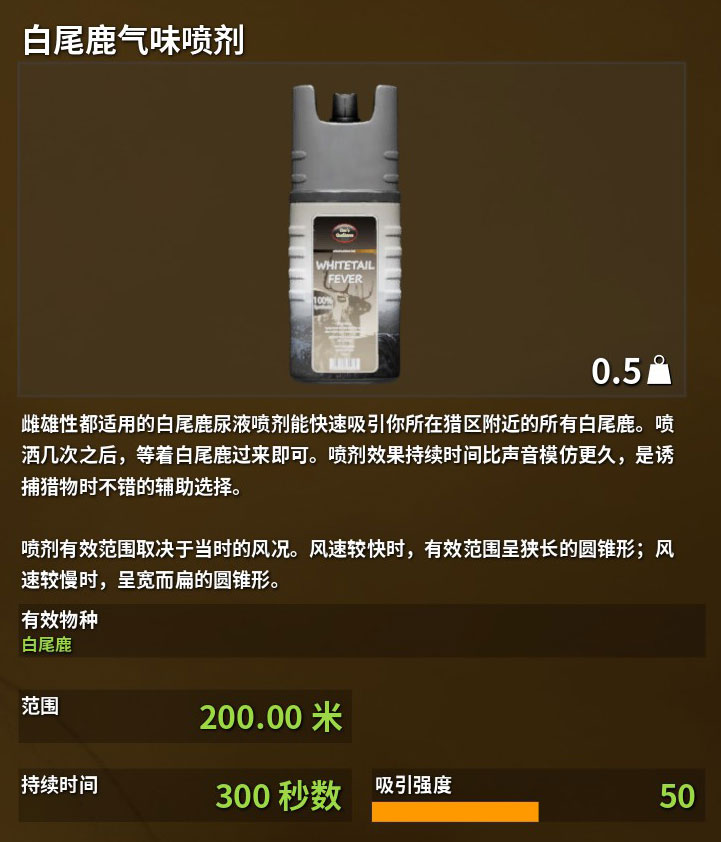 白尾鹿气味喷剂
WHITETAIL
FEVER
100%
0.5
雌雄性都适用的白尾鹿尿液喷剂能快速吸引你所在猎区附近的所有白尾鹿。喷
洒几次之后，等着白尾鹿过来即可。喷剂效果持续时间比声音模仿更久，是诱
捕猎物时不错的辅助选择。
喷剂有效范围取决于当时的风况。风速较快时，有效范围呈狭长的圆锥形；风
速较慢时，呈宽而扁的圆锥形。
有效物种
白尾鹿
范围
200.00 米
持续时间
300 秒数
吸引强度
50